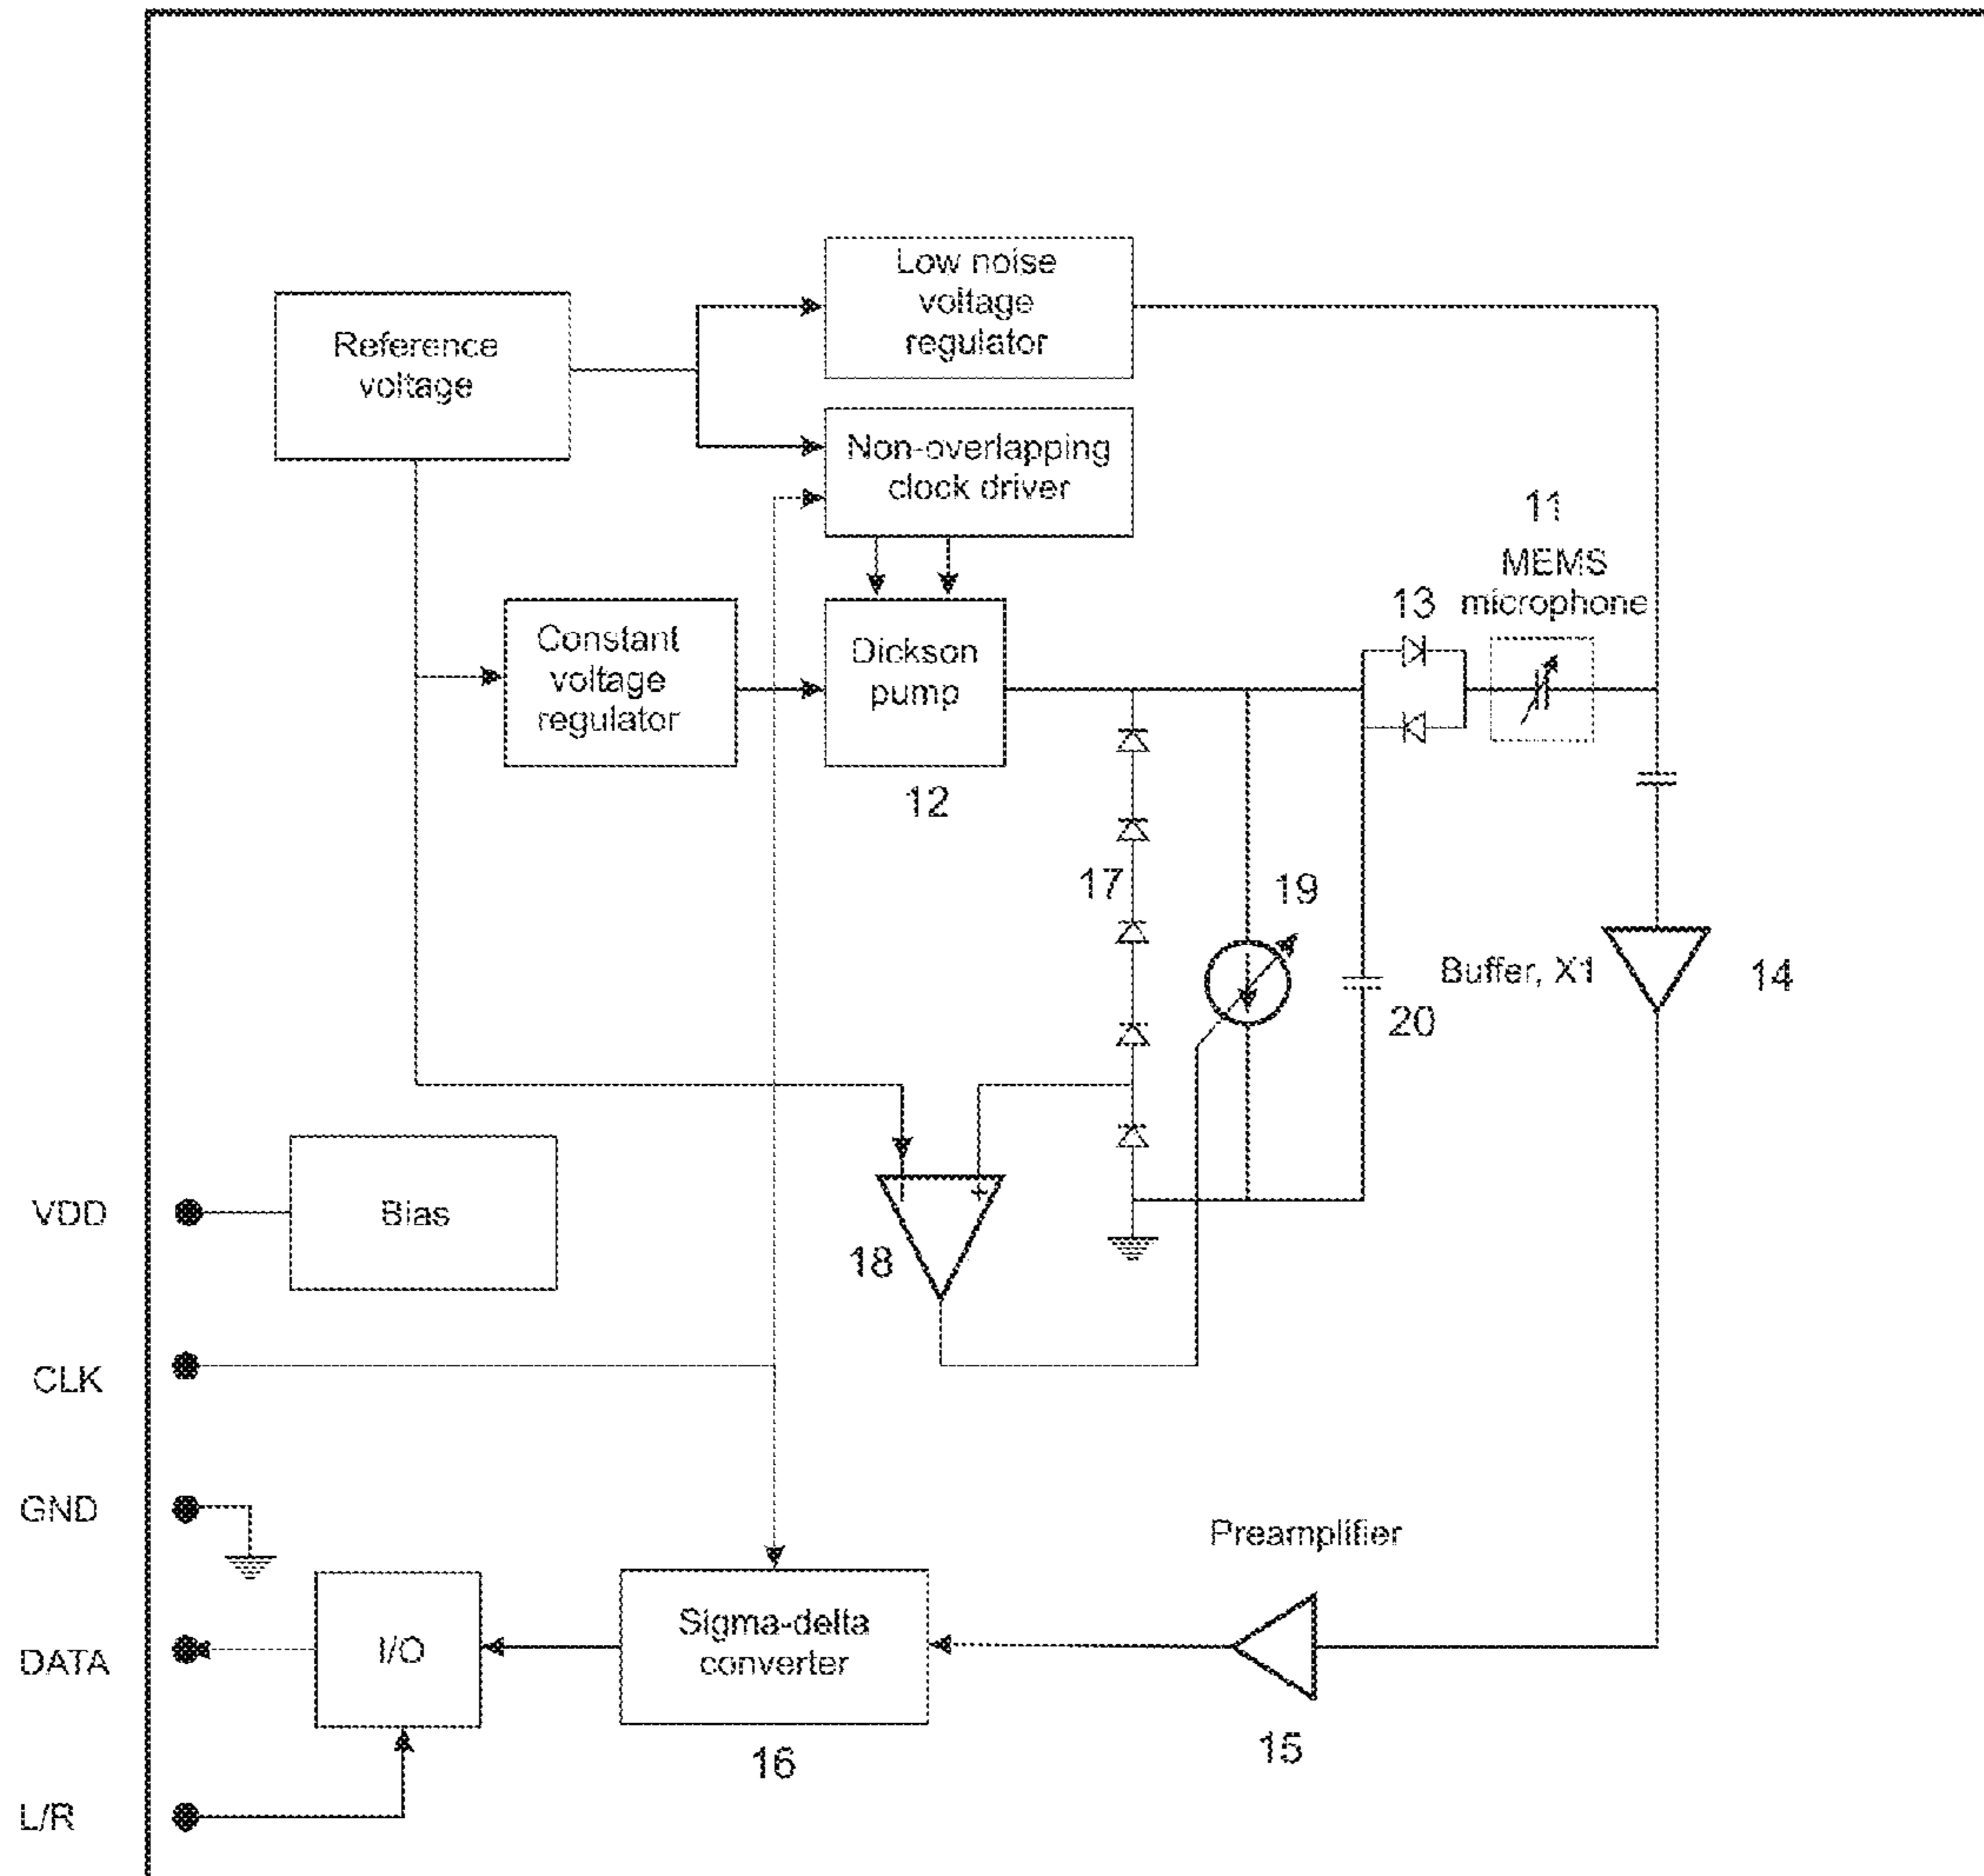 Low noise
voltage
regulator
Reference
voltage
Non-overlapping
clock driver
11
MEMS
microphone
13
Constant
voltage
regulator
Dickson
pump
12
17
19
Buffer, X1
14
20
VDD
Bias
+
18
CLK
GND
Preamplifier
DATA
I/O
Sigma-delta
converter
16
15
L/R